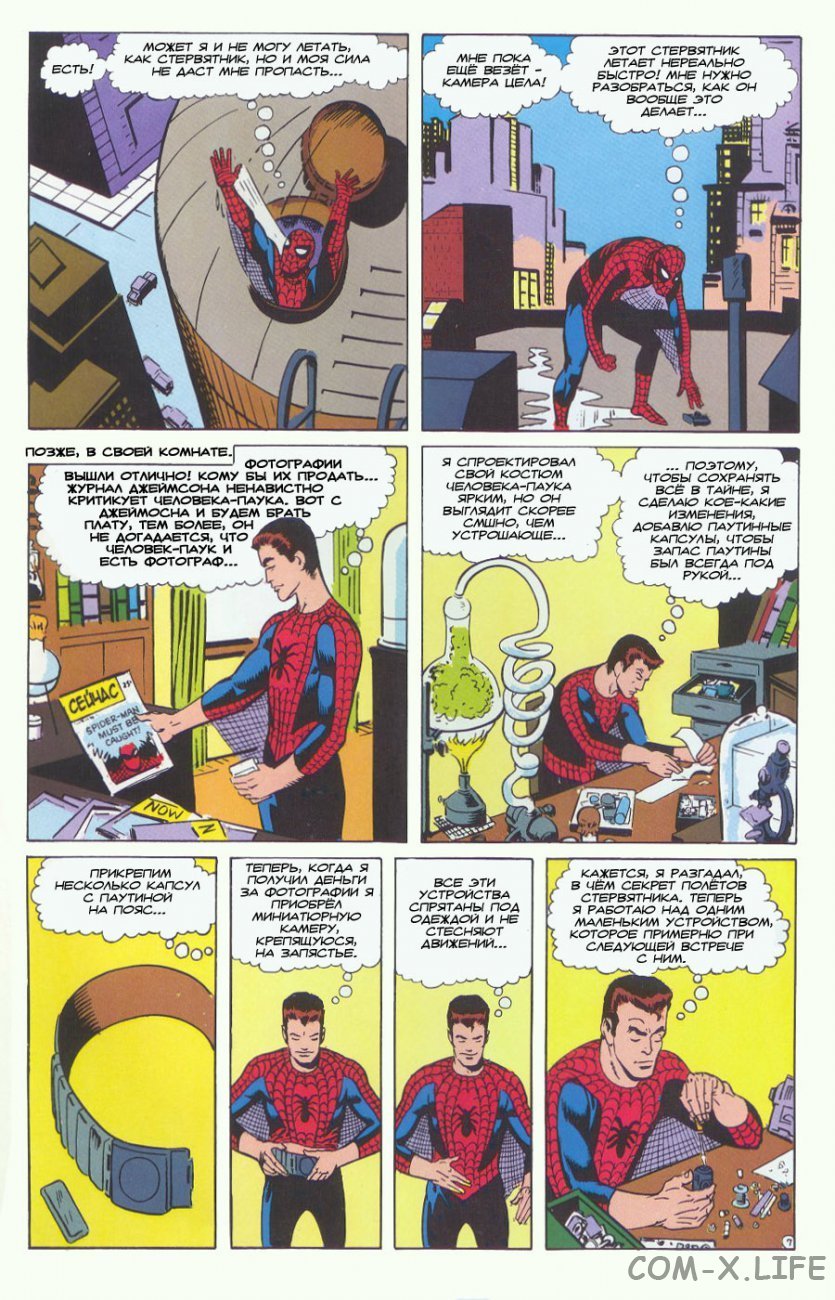 ЕСТЬ!
МОЖЕТ Я И НЕ МОГУ ЛЕТАТЬ,
КАК СТЕРВЯТНИК, НО И МОЯ СИЛА
НЕ ДАСТ МНЕ ПРОПАСТЬ...
МНЕ ПОКА
ЕЩЁ ВЕЗЁТ -
КАМЕРА ЦЕЛА!
ЭТОТ СТЕРВЯТНИК
ЛЕТАЕТ НЕРЕАЛЬНО
БЫСТРО! МНЕ НУЖНО
РАЗОБРАТЬСЯ, КАК ОН
ВООБЩЕ ЭТО
ДЕЛАЕТ...
ПОЗЖЕ, В СВОЕЙ КОМНАТЕ.
ФОТОГРАФИИ
ВЫШЛИ ОТЛИЧНО! КОМУ БЫ ИХ ПРОДАТЬ...
ЖУРНАЛ ДЖЕЙМСОНА НЕНАВИСТНО
КРИТИКУЕТ ЧЕЛОВЕКА-ПАУКА. ВОТ С
ДЖЕЙМОСНА И БУДЕМ БРАТЬ
ПЛАТУ, ТЕМ БОЛЕЕ, ОН
НЕ ДОГАДАЕТСЯ, ЧТО
ЧЕЛОВЕК-ПАУК И
ЕСТЬ ФОТОГРАФ...
СЕЙЧАС
25¢
SPIDER-MAN
MUST BE
CAUGHT!
NOW
N
Я СПРОЕКТИРОВАЛ
СВОЙ КОСТЮМ
ЧЕЛОВЕКА-ПАУКА
ЯРКИМ, НО ОН
ВЫГЛЯДИТ СКОРЕЕ
СМШНО, ЧЕМ
УСТРОШАЮЩЕ...
... ПОЭТОМУ,
ЧТОБЫ СОХРАНЯТЬ
ВСЁ В ТАЙНЕ, Я
СДЕЛАЮ КОЕ-КАКИЕ
ИЗМЕНЕНИЯ,
ДОБАВЛЮ ПАУТИННЫЕ
КАПСУЛЫ, ЧТОБЫ
ЗАПАС ПАУТИНЫ
БЫЛ ВСЕГДА ПОД
РУКОЙ...
ПРИКРЕПИМ
НЕСКОЛЬКО КАПСУЛ
С ПАУТИНОЙ
НА ПОЯС...
ТЕПЕРЬ, КОГДА Я
ПОЛУЧИЛ ДЕНЬГИ
ЗА ФОТОГРАФИИ Я
ПРИОБРЁЛ
МИНИАТЮРНУЮ
КАМЕРУ,
КРЕПЯЩУЮСЯ,
НА ЗАПЯСТЬЕ.
ВСЕ ЭТИ
УСТРОЙСТВА
СПРЯТАНЫ ПОД
ОДЕЖДОЙ И НЕ
СТЕСНЯЮТ
ДВИЖЕНИЙ...
КАЖЕТСЯ, Я РАЗГАДАЛ,
В ЧЁМ СЕКРЕТ ПОЛЁТОВ
СТЕРВЯТНИКА. ТЕПЕРЬ
Я РАБОТАЮ НАД ОДНИМ
МАЛЕНЬКИМ УСТРОЙСТВОМ,
КОТОРОЕ ПРИМЕРНО ПРИ
СЛЕДУЮЩЕЙ ВСТРЕЧЕ
С НИМ.
7
COM-X.LIFE